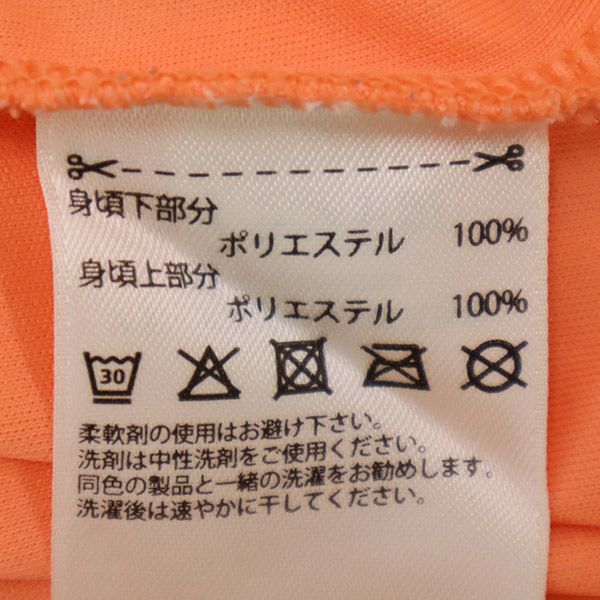 身頃下部分
ポリエステル 100%
身頃上部分
ポリエステル 100%
30
柔軟剤の使用はお避け下さい。
洗剤は中性洗剤をご使用ください。
同色の製品と一緒の洗濯をお勧めします。
洗濯後は速やかに干してください。